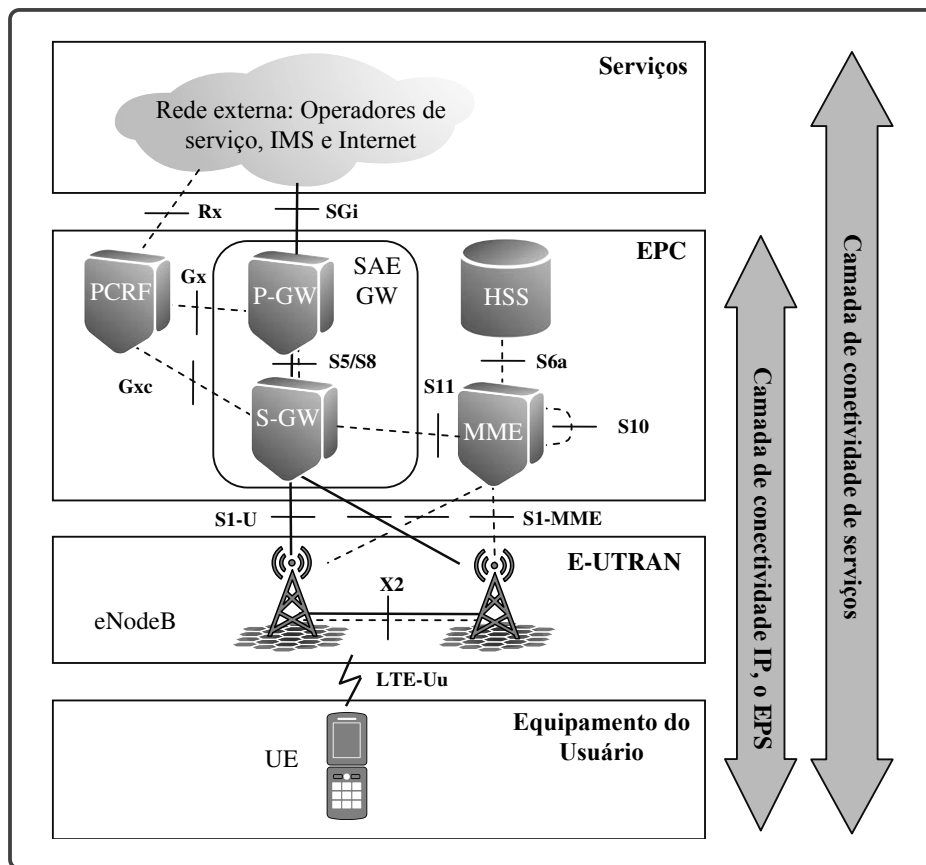 Serviços
Rede externa: Operadores de
serviço, IMS e Internet
Rx
SGi
EPC
SAE
GW
PCRF
Gx
P-GW
HSS
S5/S8
S6a
Gxc
S11
S-GW
MME
S10
S1-U
S1-MME
E-UTRAN
X2
eNodeB
LTE-Uu
Equipamento do
Usuário
UE
Camada de conectividade IP, o EPS
Camada de conetividade de serviços